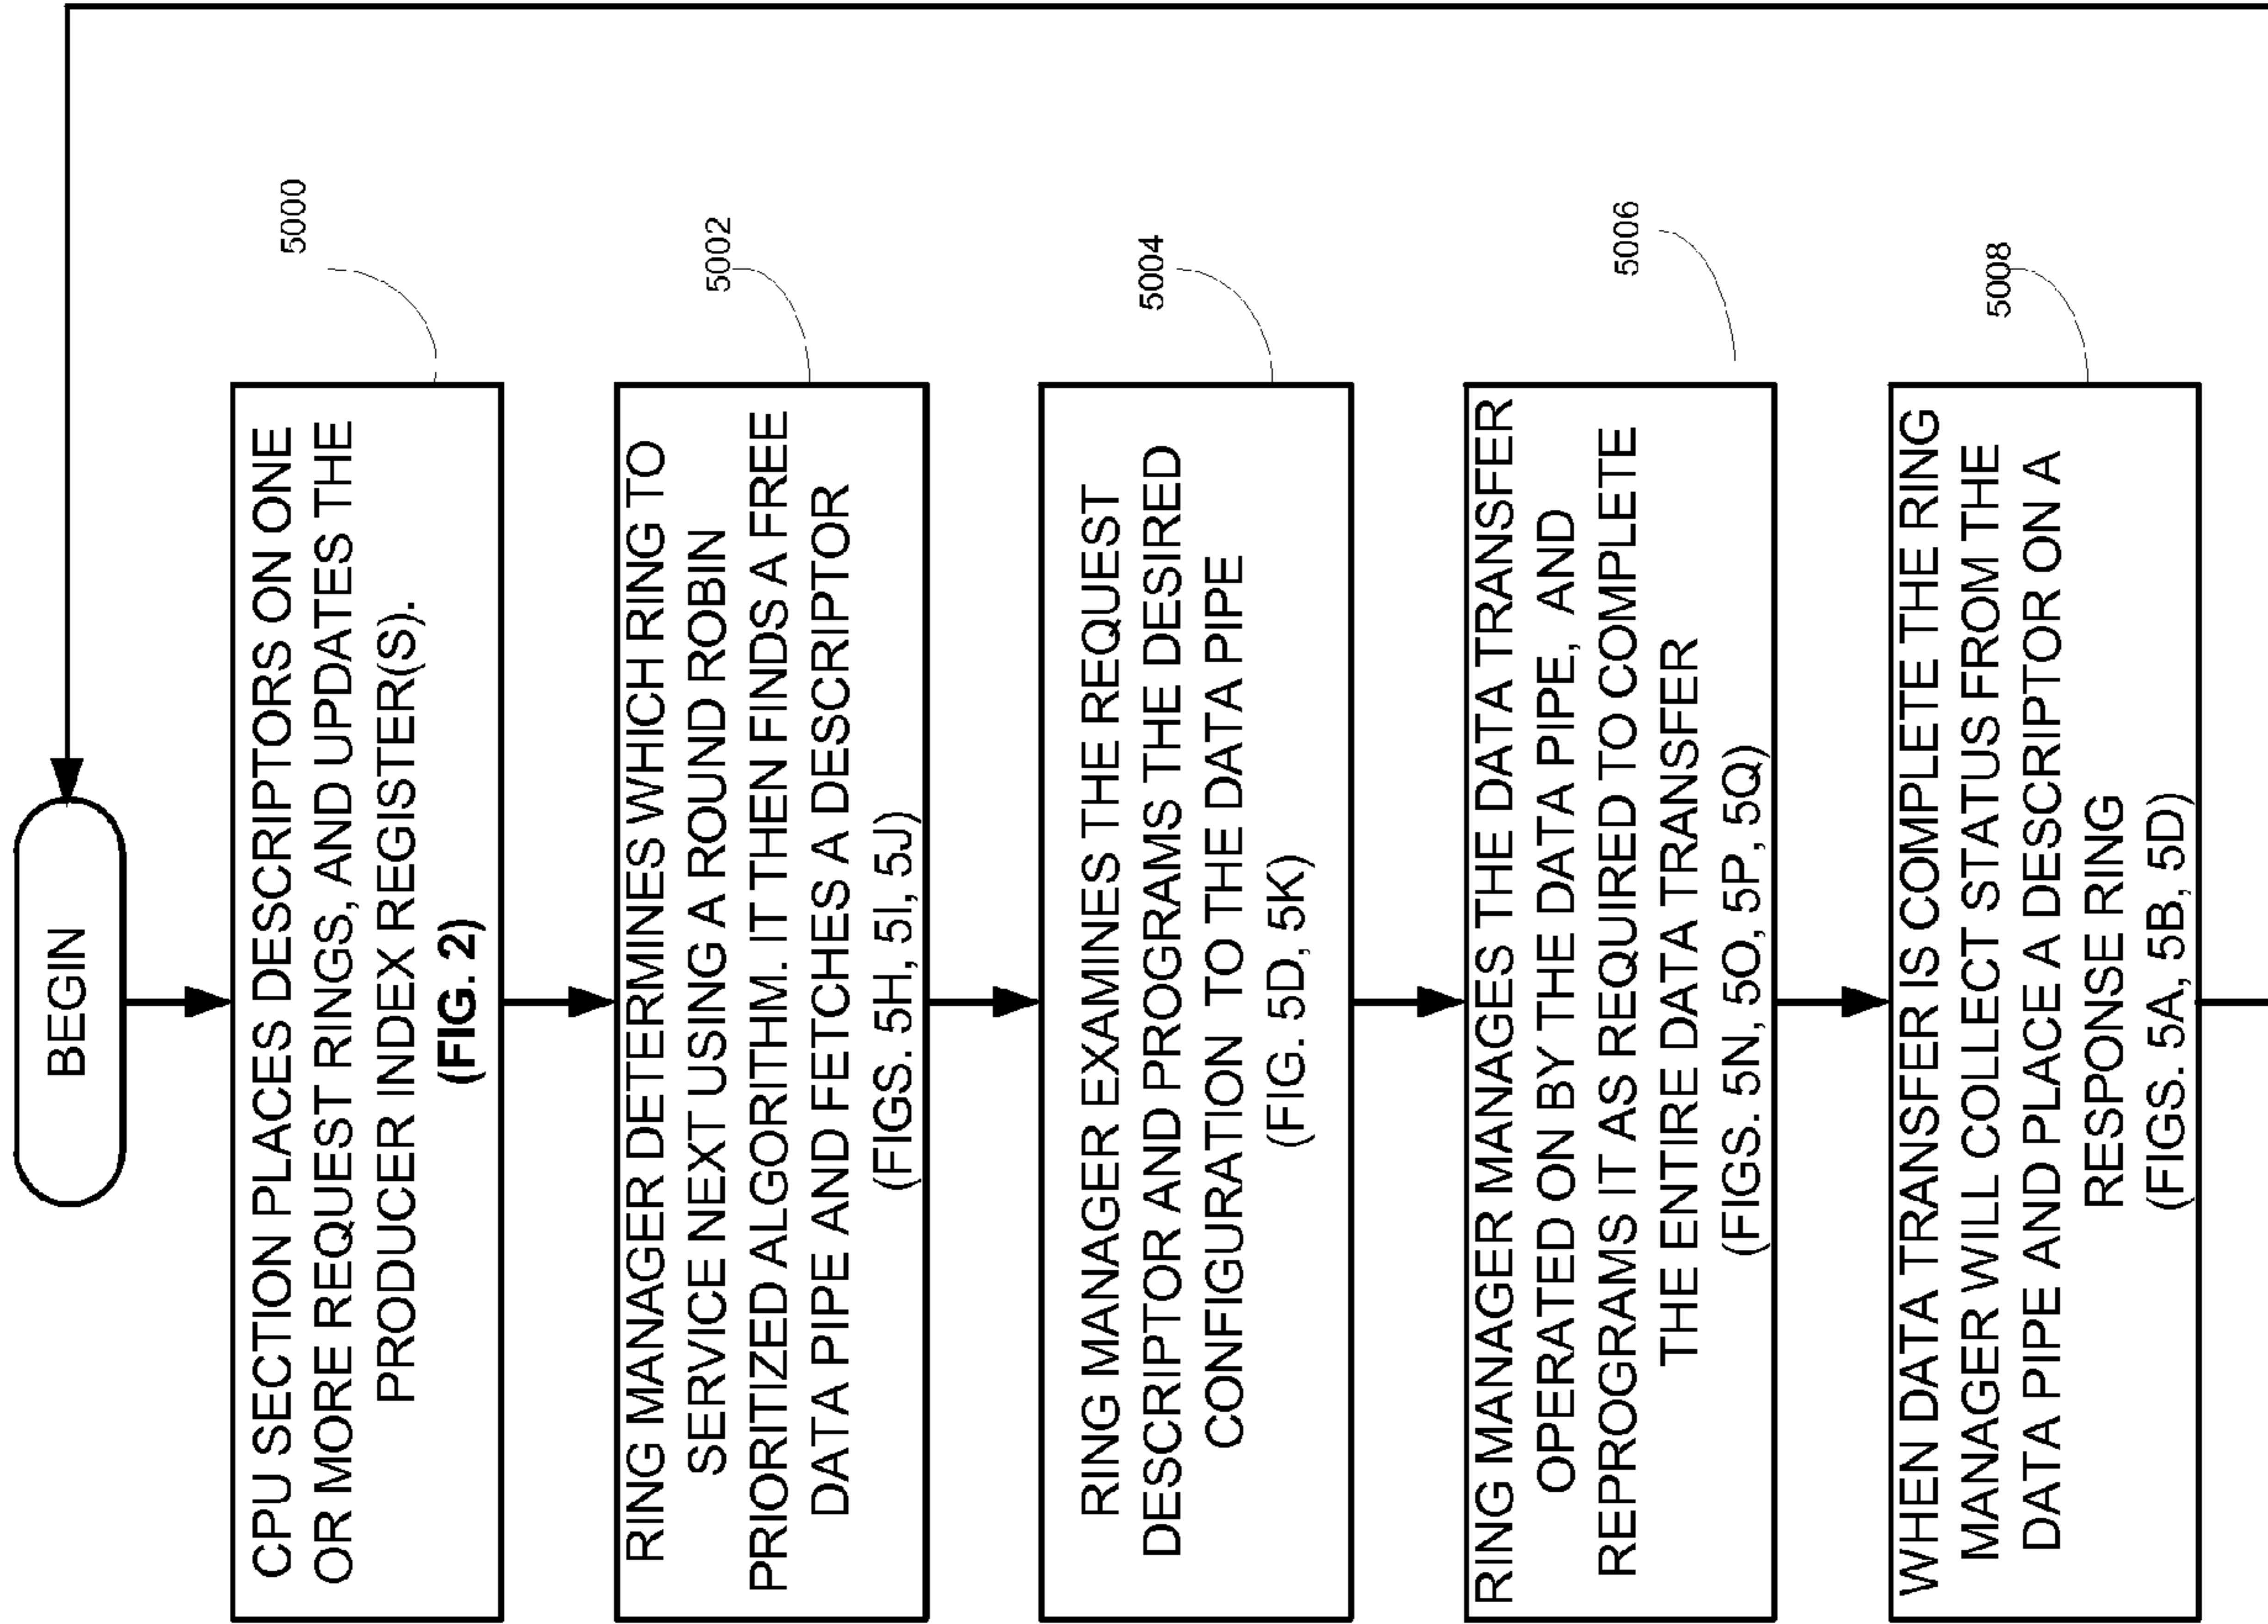 BEGIN
CPU SECTION PLACES DESCRIPTORS ON ONE
OR MORE REQUEST RINGS, AND UPDATES THE
PRODUCER INDEX REGISTER(S).
(FIG. 2)
5000
RING MANAGER DETERMINES WHICH RING TO
SERVICE NEXT USING A ROUND ROBIN
PRIORITIZED ALGORITHM. IT THEN FINDS A FREE
DATA PIPE AND FETCHES A DESCRIPTOR
(FIGS. 5H, 5I, 5J)
5002
RING MANAGER EXAMINES THE REQUEST
DESCRIPTOR AND PROGRAMS THE DESIRED
CONFIGURATION TO THE DATA PIPE
(FIG. 5D, 5K)
5004
RING MANAGER MANAGES THE DATA TRANSFER
OPERATED ON BY THE DATA PIPE, AND
REPROGRAMS IT AS REQUIRED TO COMPLETE
THE ENTIRE DATA TRANSFER
(FIGS. 5N, 5O, 5P, 5Q)
5006
WHEN DATA TRANSFER IS COMPLETE THE RING
MANAGER WILL COLLECT STATUS FROM THE
DATA PIPE AND PLACE A DESCRIPTOR ON A
RESPONSE RING
(FIGS. 5A, 5B, 5D)
5008